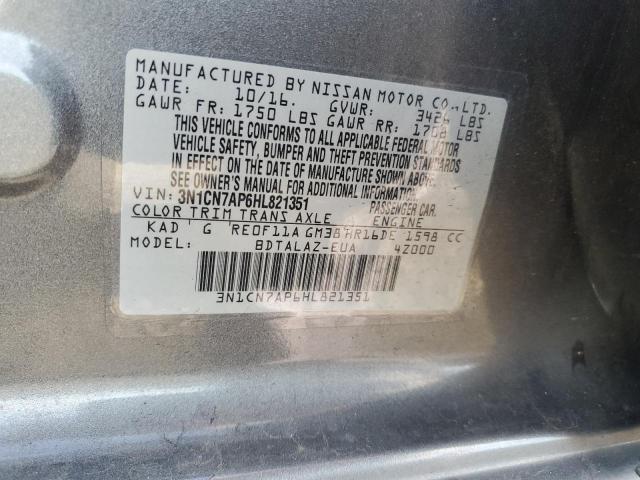 MANUFACTURED BY NISSAN MOTOR CO.,LTD.
DATE: 10/16. GVWR: 3424 LBS
GAWR FR: 1750 LBS GAWR RR: 1708 LBS
THIS VEHICLE CONFORMS TO ALL APPLICABLE FEDERAL MOTOR
VEHICLE SAFETY, BUMPER AND THEFT PREVENTION STANDARDS
IN EFFECT ON THE DATE OF MANUFACTURE SHOWN ABOVE.
SEE OWNER'S MANUAL FOR ADDITIONAL INFORMATION.
VIN: 3N1CN7AP6HL821351 PASSENGER CAR.
COLOR TRIM TRANS AXLE ENGINE
KAD G RE0F11A GM38 HR16DE 1598 CC
MODEL: BDTALAZ-EUA 4Z000
3N1CN7AP6HL821351